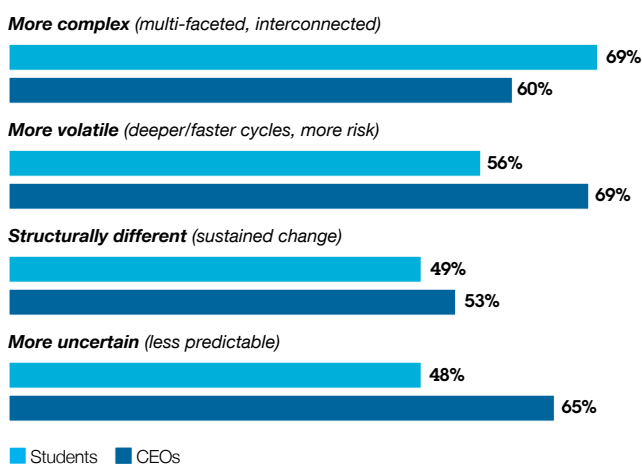 More complex (multi-faceted, interconnected)
69%
60%
More volatile (deeper/faster cycles, more risk)
56%
69%
Structurally different (sustained change)
49%
53%
More uncertain (less predictable)
48%
65%
Students CEOs